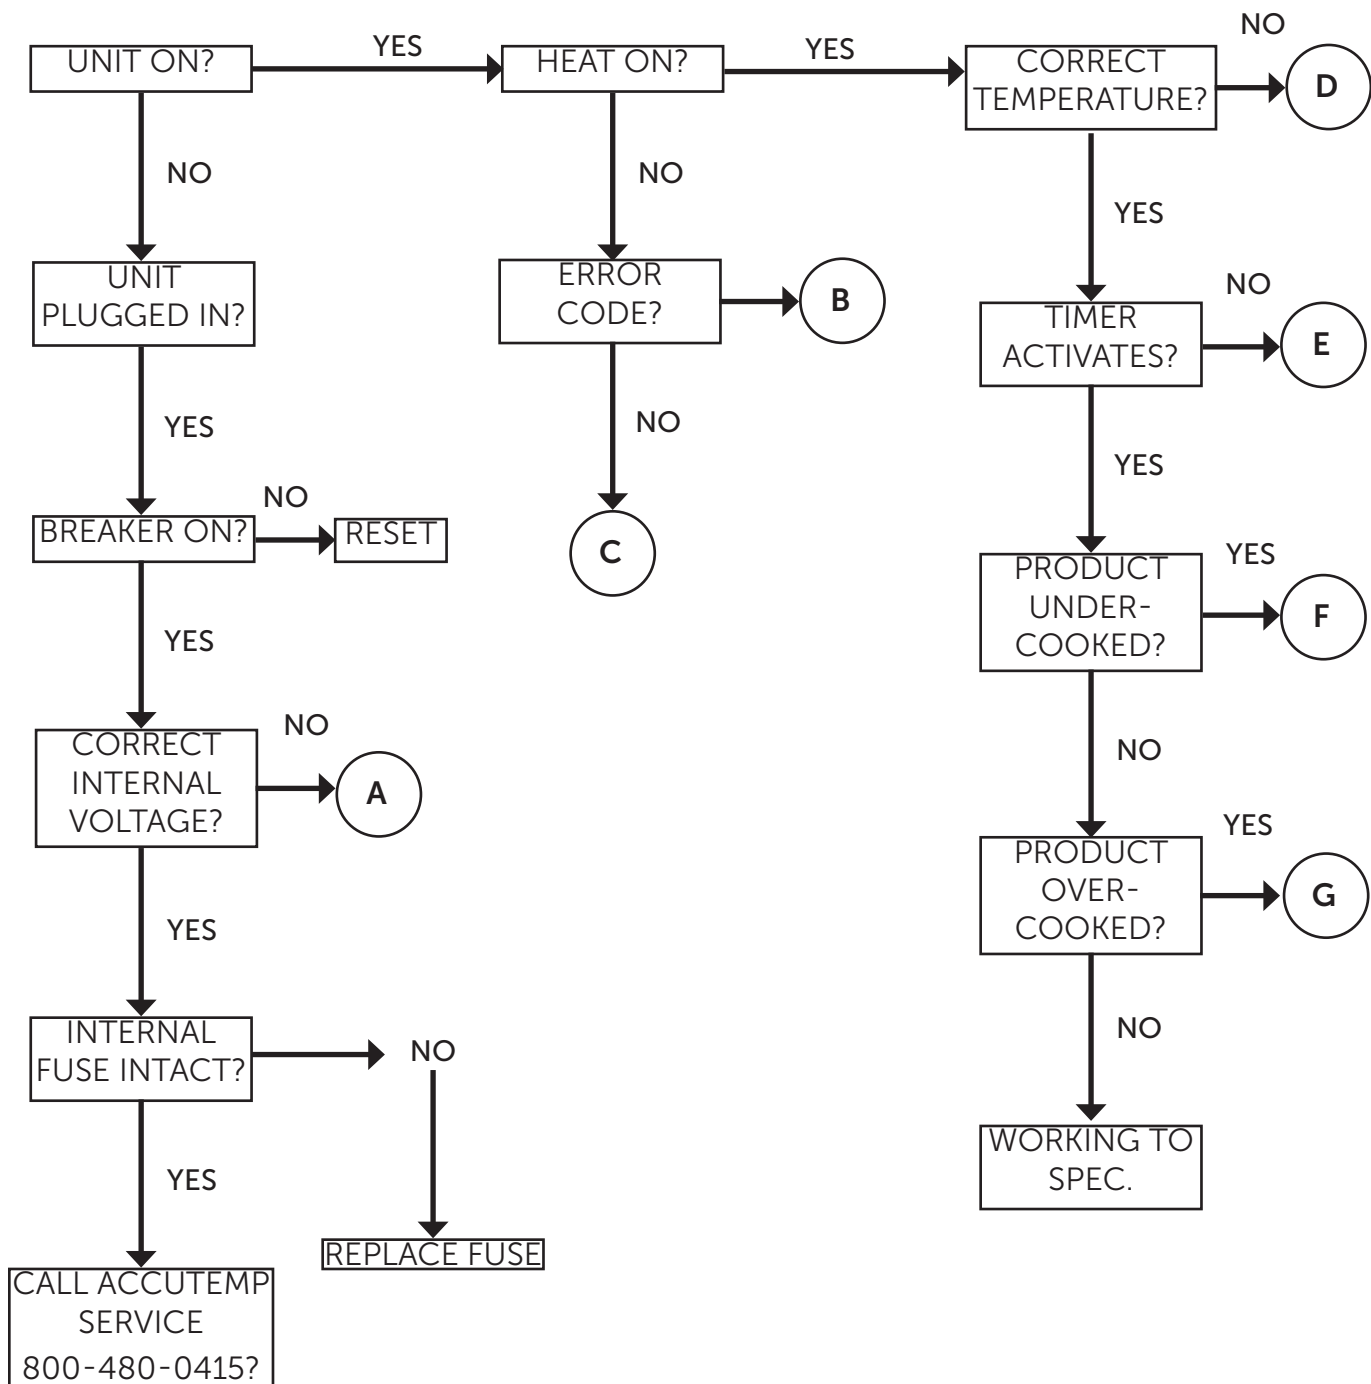 UNIT ON?
YES
HEAT ON?
YES
CORRECT
TEMPERATURE?
NO
D
NO
NO
YES
UNIT
PLUGGED IN?
ERROR
CODE?
B
TIMER
ACTIVATES?
NO
E
YES
NO
YES
BREAKER ON?
NO
RESET
C
PRODUCT
UNDER-
COOKED?
YES
F
YES
NO
CORRECT
INTERNAL
VOLTAGE?
NO
A
PRODUCT
OVER-
COOKED?
YES
G
YES
NO
INTERNAL
FUSE INTACT?
NO
WORKING TO
SPEC.
YES
REPLACE FUSE
CALL ACCUTEMP
SERVICE
800-480-0415?